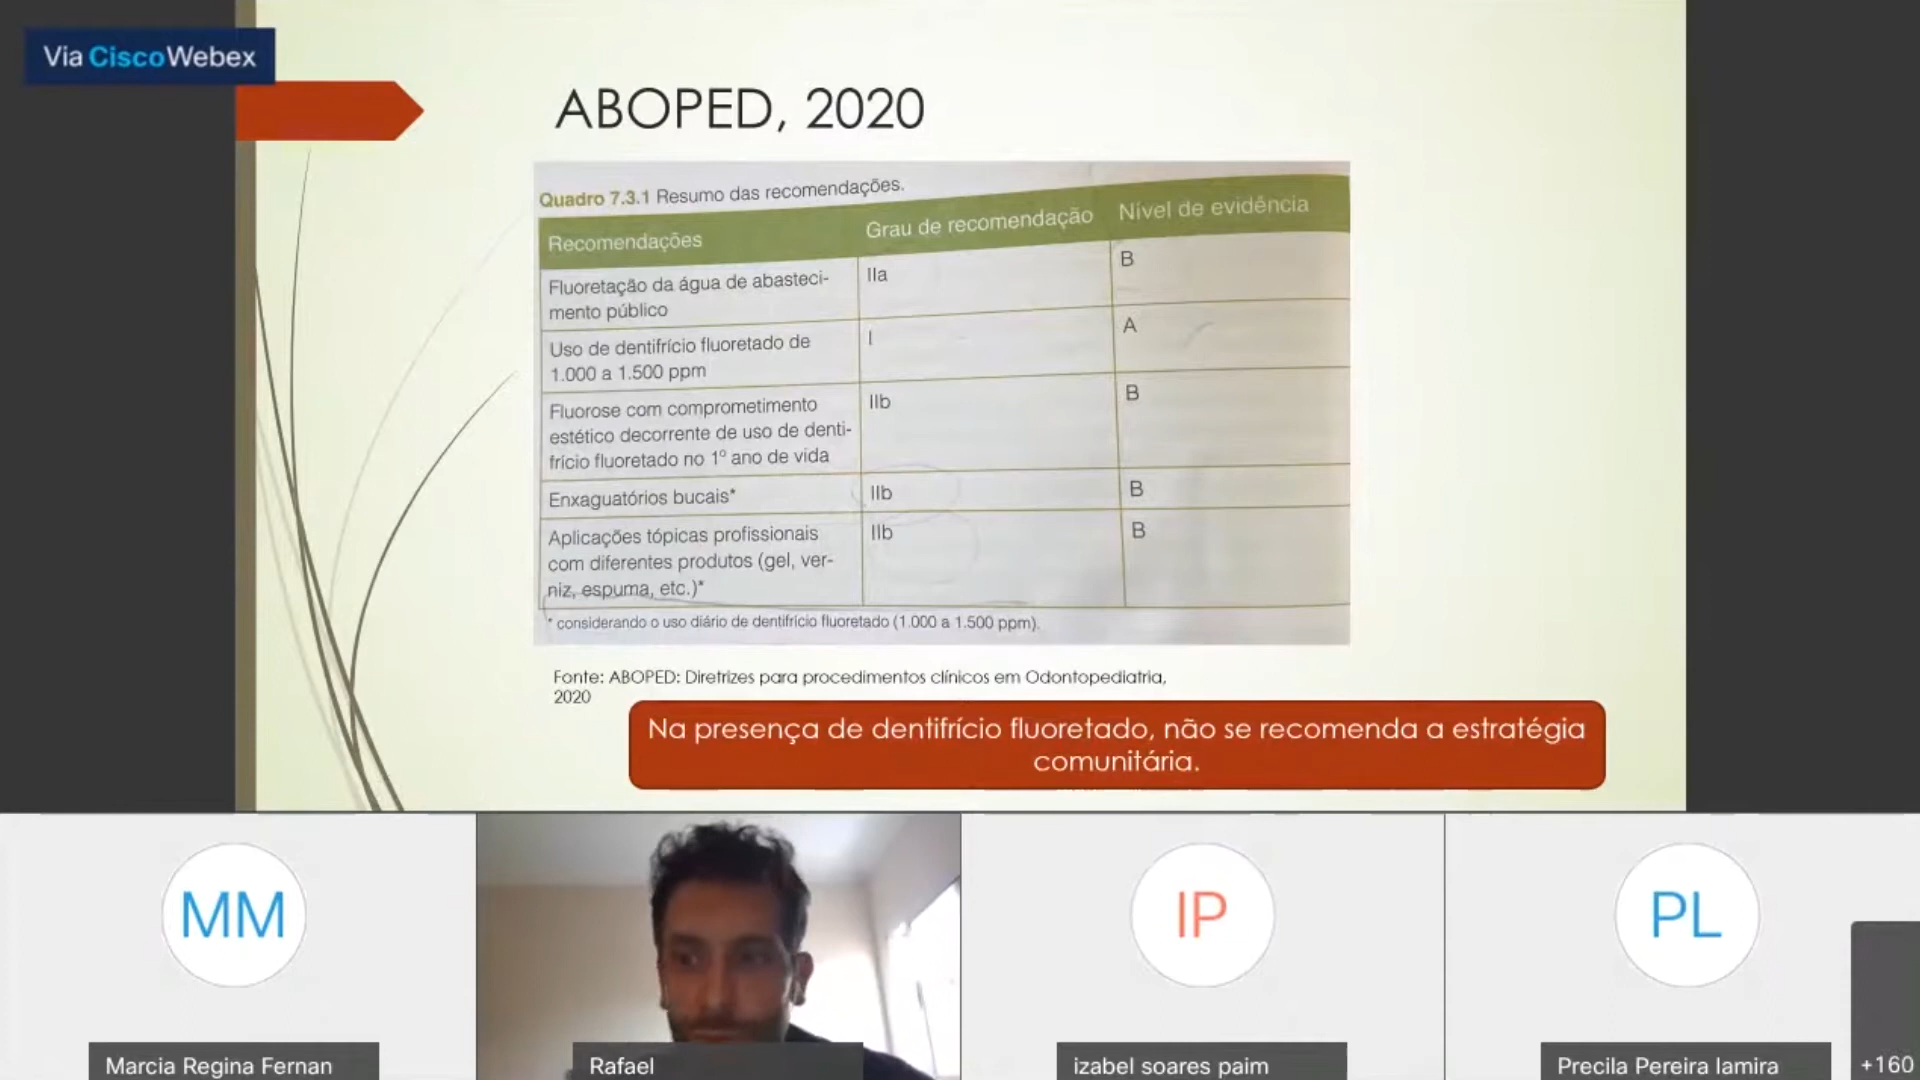 Via Cisco Webex
ABOPED, 2020
Quadro 7.3.1 Resumo das recomendações.
Recomendações Grau de recomendação Nível de evidência
Fluoretação da água de abasteci- IIa B
mento público
Uso de dentifrício fluoretado de I A
1.000 a 1.500 ppm
Fluorose com comprometimento IIb B
estético decorrente de uso de denti-
frício fluoretado no 1º ano de vida
Enxaguatórios bucais* IIb B
Aplicações tópicas profissionais IIb B
com diferentes produtos (gel, ver-
niz, espuma, etc.)*
* considerando o uso diário de dentifrício fluoretado (1.000 a 1.500 ppm).
Fonte: ABOPED: Diretrizes para procedimentos clínicos em Odontopediatria,
2020
Na presença de dentifrício fluoretado, não se recomenda a estratégia
comunitária.
MM IP PL
Marcia Regina Fernan Rafael izabel soares paim Precila Pereira lamira +160